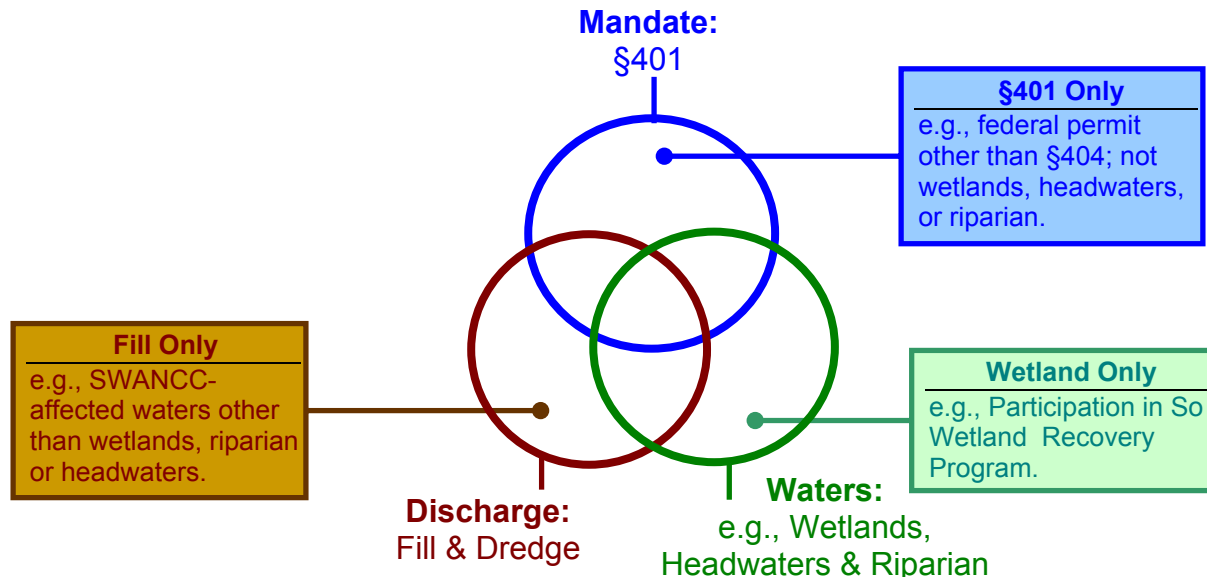 Mandate:
§401
§401 Only
e.g., federal permit
other than §404; not
wetlands, headwaters,
or riparian.
Fill Only
e.g., SWANCC-
affected waters other
than wetlands, riparian
or headwaters.
Wetland Only
e.g., Participation in So
Wetland Recovery
Program.
Discharge:
Fill & Dredge
Waters:
e.g., Wetlands,
Headwaters & Riparian